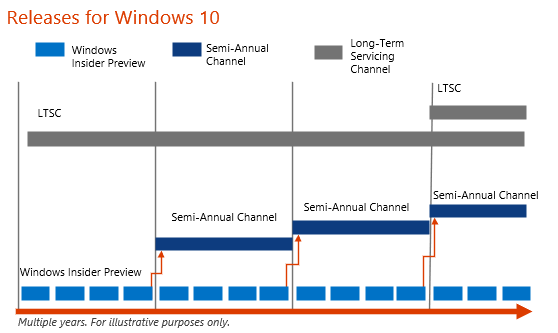 Releases for Windows 10
Windows
Insider Preview
Semi-Annual
Channel
Long-Term
Servicing
Channel
LTSC
LTSC
Semi-Annual Channel
Semi-Annual Channel
Semi-Annual Channel
Windows Insider Preview
Multiple years. For illustrative purposes only.